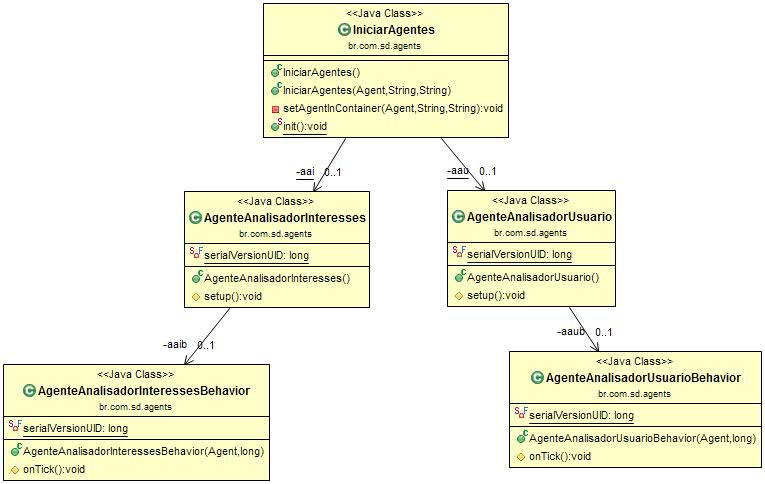 <<Java Class>>
IniciarAgentes
br.com.sd.agents
IniciarAgentes()
IniciarAgentes(Agent,String,String)
setAgentInContainer(Agent,String,String):void
init():void
-aai 0..1
-aau 0..1
<<Java Class>>
AgenteAnalisadorInteresses
br.com.sd.agents
serialVersionUID: long
AgenteAnalisadorInteresses()
setup():void
<<Java Class>>
AgenteAnalisadorUsuario
br.com.sd.agents
serialVersionUID: long
AgenteAnalisadorUsuario()
setup():void
-aaib 0..1
-aaub 0..1
<<Java Class>>
AgenteAnalisadorInteressesBehavior
br.com.sd.agents
serialVersionUID: long
AgenteAnalisadorInteressesBehavior(Agent,long)
onTick():void
<<Java Class>>
AgenteAnalisadorUsuarioBehavior
br.com.sd.agents
serialVersionUID: long
AgenteAnalisadorUsuarioBehavior(Agent,long)
onTick():void